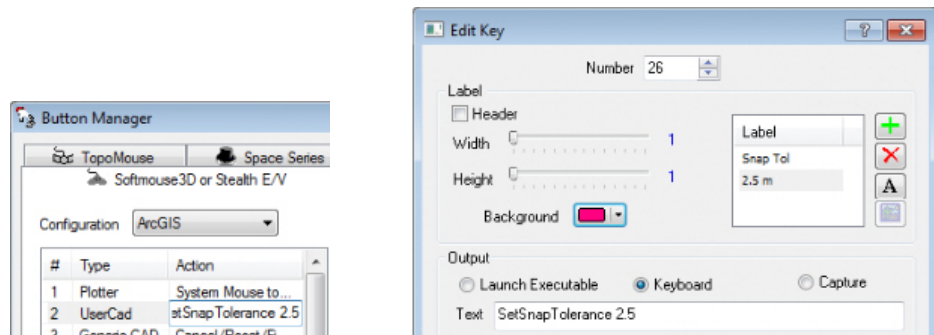 Button Manager
TopoMouse
Space Series
Softmouse3D or Stealth E/V
Configuration ArcGIS
# Type Action
1 Plotter System Mouse to...
2 UserCad etSnapTolerance 2.5
3 Generic CAD Cancel/Reset/
Edit Key
Number 26
Label
Header
Width 1
Height 1
Background
Label
Snap Tol
2.5 m
A
Output
Launch Executable Keyboard Capture
Text SetSnapTolerance 2.5